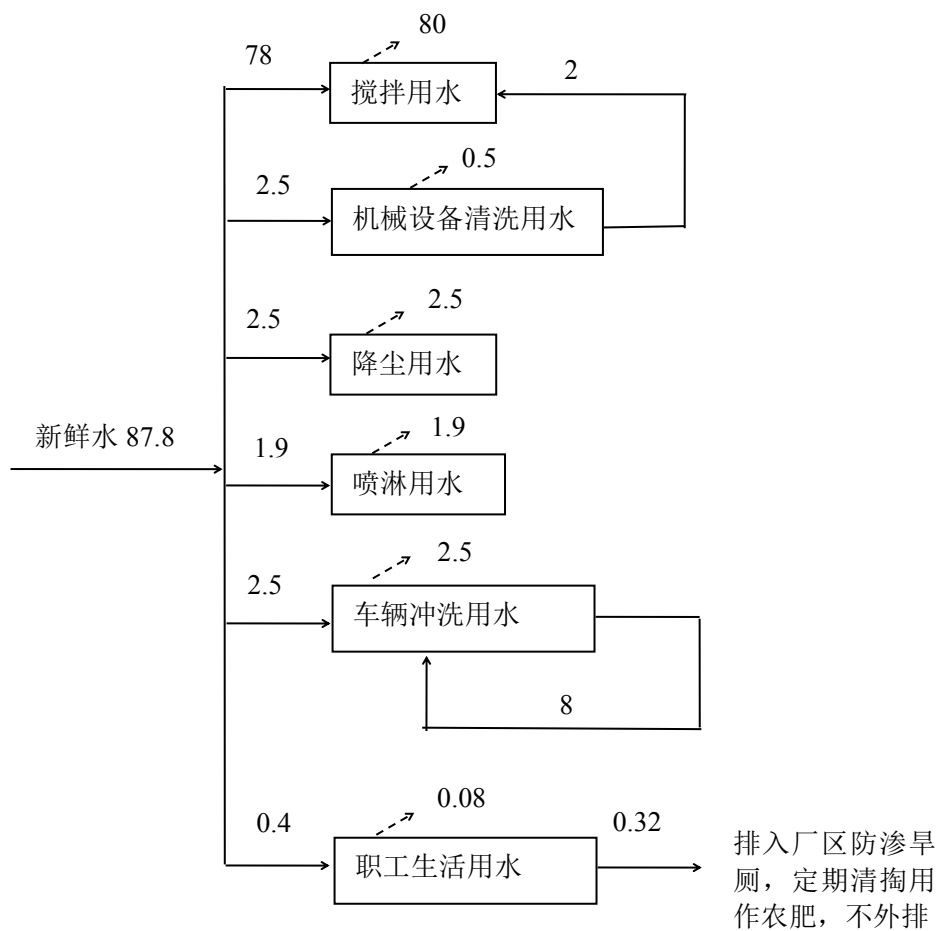 80
78
搅拌用水
2
0.5
2.5
机械设备清洗用水
2.5
2.5
降尘用水
新鲜水 87.8
1.9
1.9
喷淋用水
2.5
2.5
车辆冲洗用水
8
0.08
0.4
0.32
职工生活用水
排入厂区防渗旱
厕，定期清掏用
作农肥，不外排